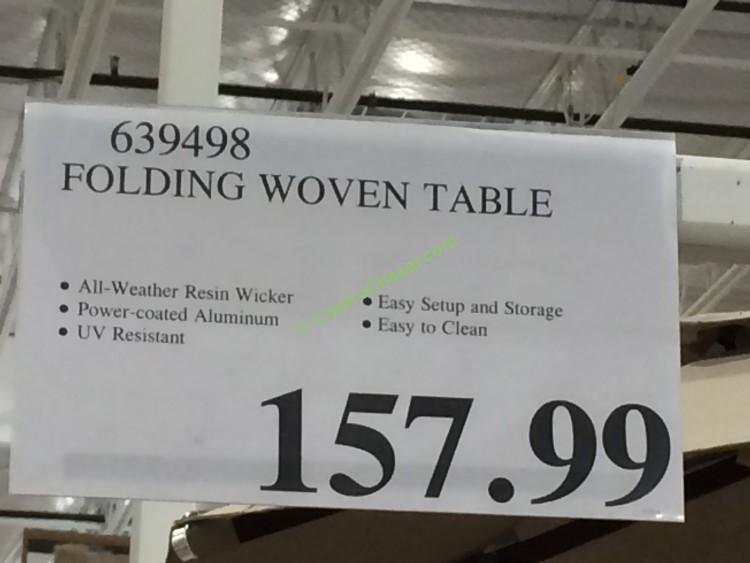 639498
FOLDING WOVEN TABLE
• All-Weather Resin Wicker
• Power-coated Aluminum
• UV Resistant
• Easy Setup and Storage
• Easy to Clean
157.99